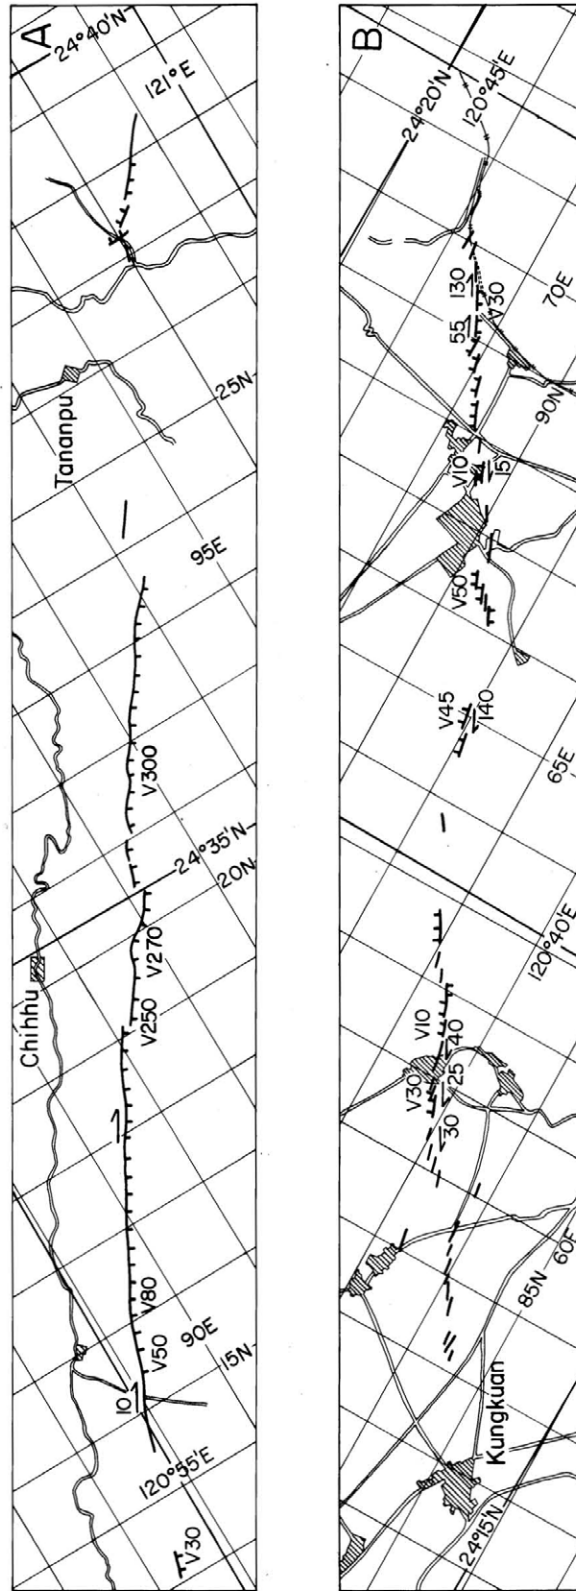 A
24°40'N
121°E
Tananpu
25N
95E
V300
24°35'N
20N
Chihhu
V270
V250
V80
V50
90E
15N
10
120°55'E
V30
B
24°20'N
120°45'E
130
55
V30
70E
90N
V10
15
V50
V45
140
65E
120°40'E
V10
40
V30
25
30
60E
85N
Kungkuan
24°15'N